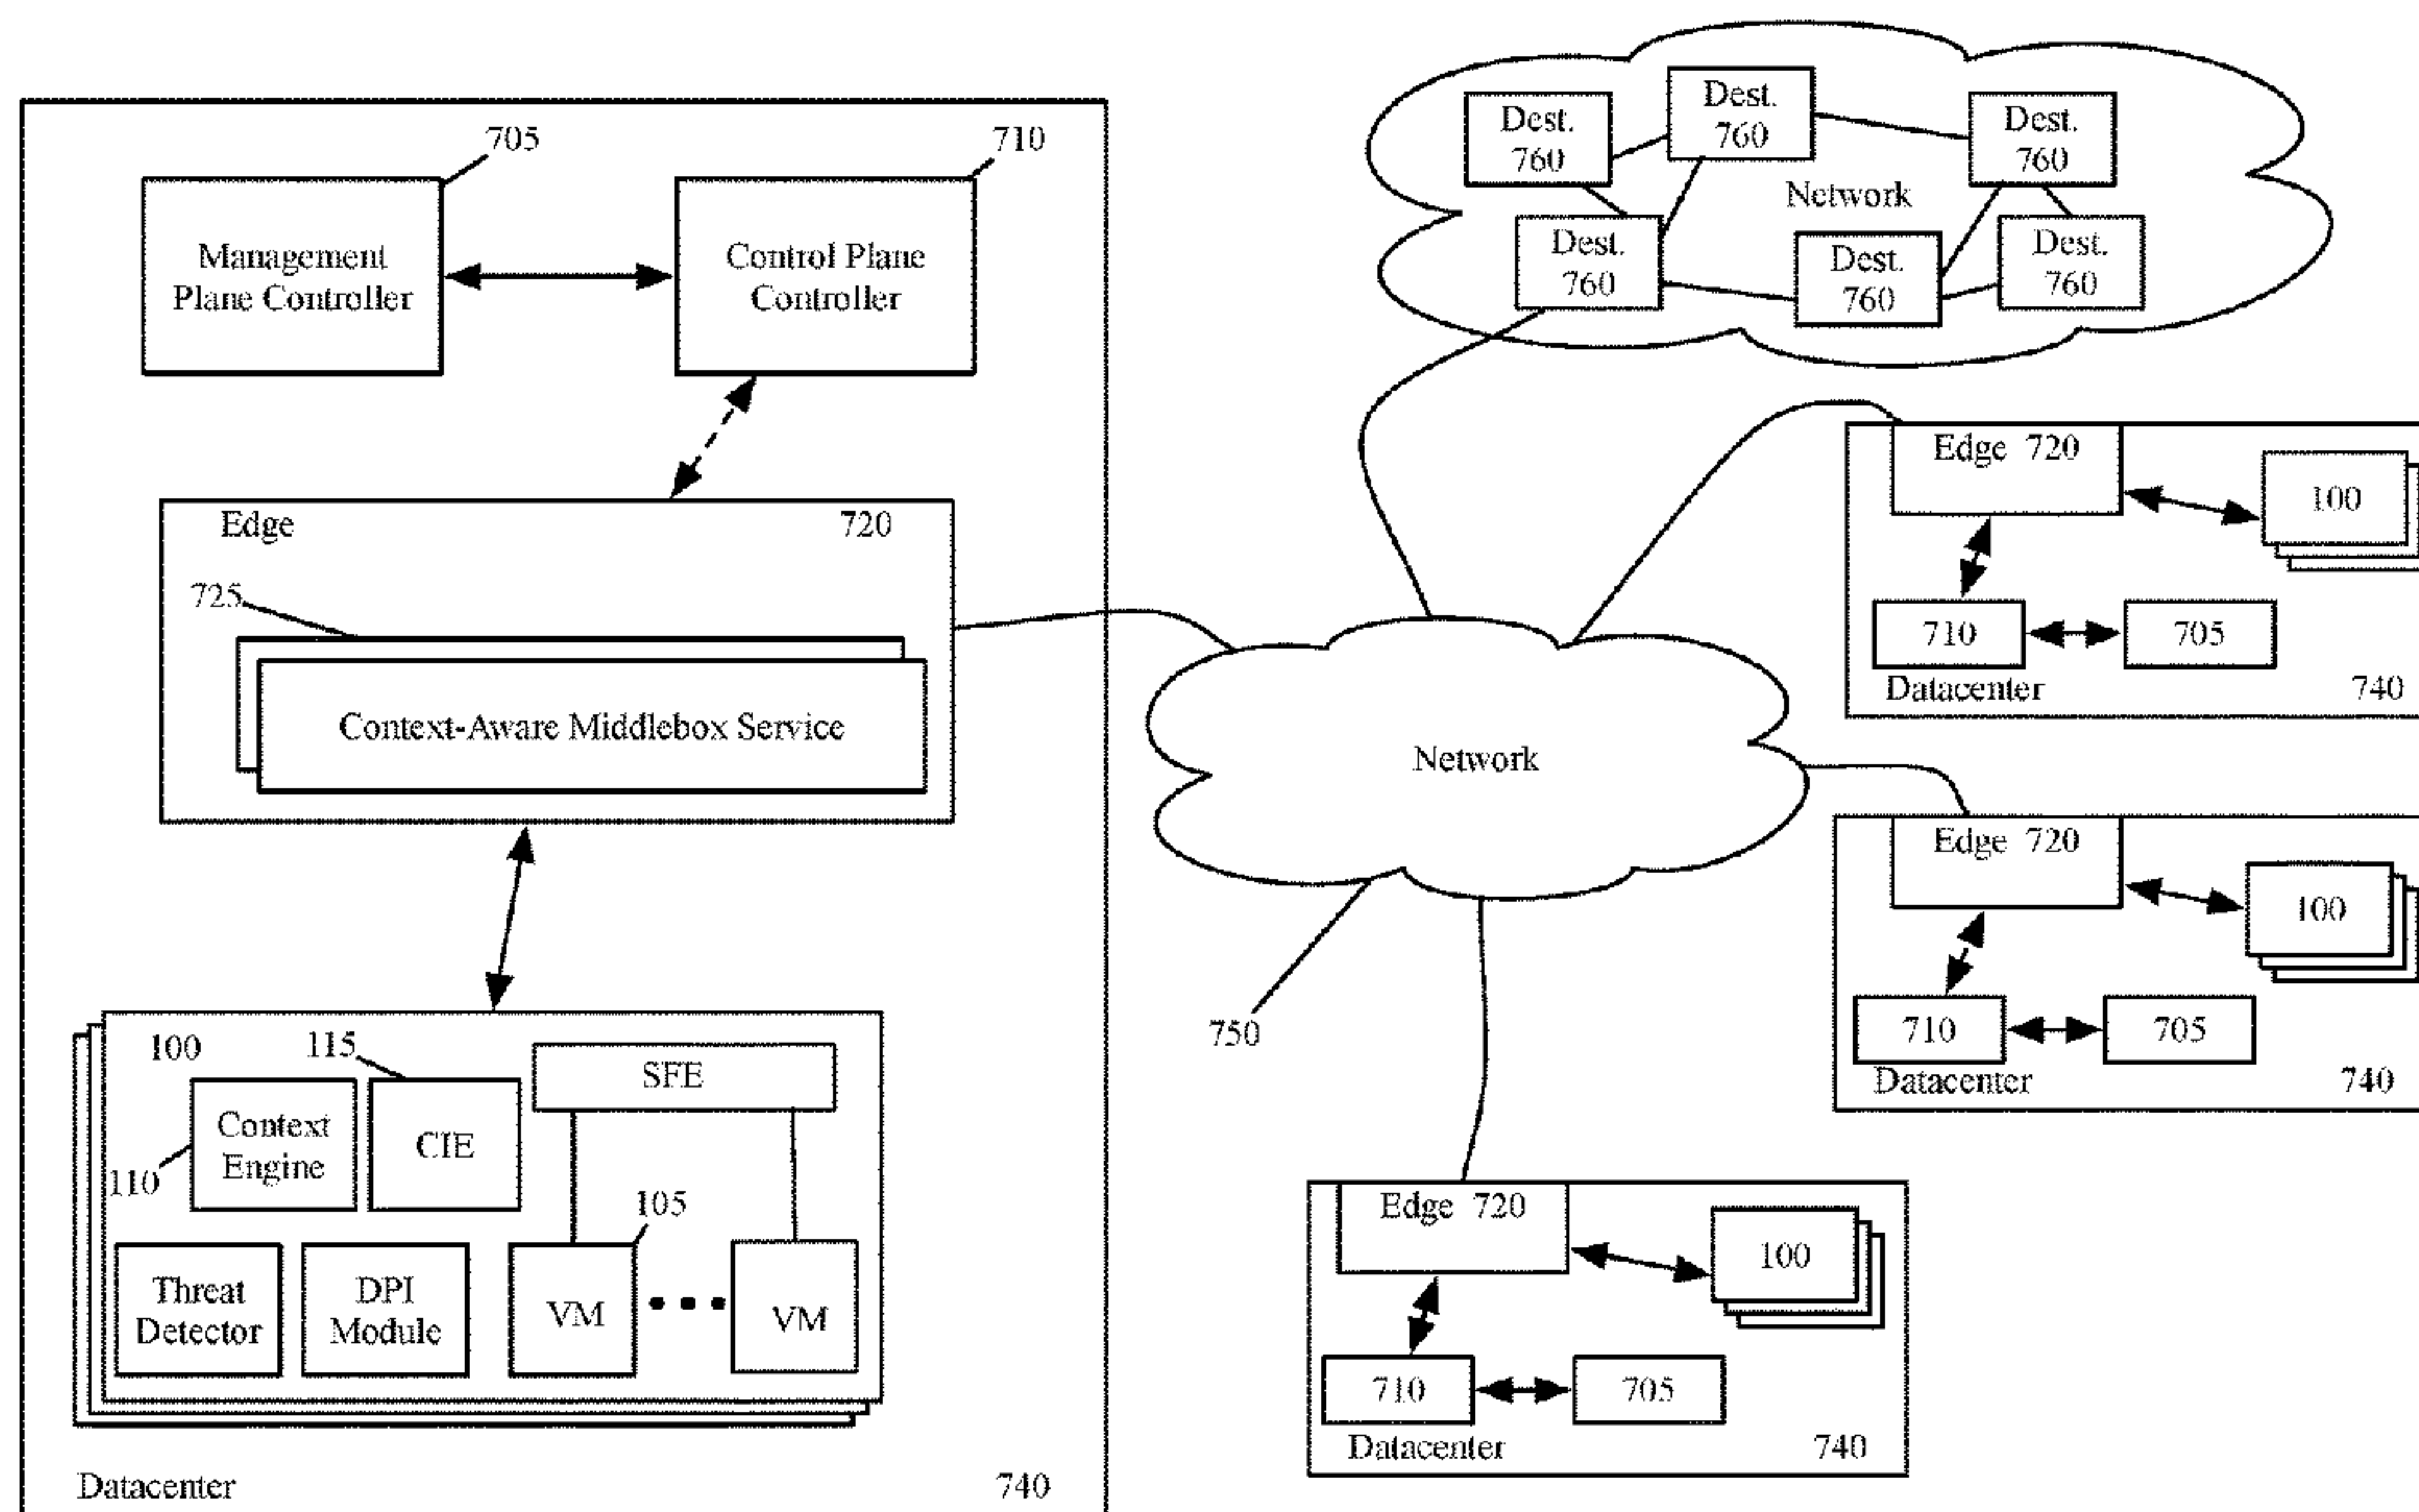 705
710
Management
Plane Controller
Control Plane
Controller
Edge
720
725
Context-Aware Middlebox Service
100
115
SFE
Context
Engine
CIE
110
105
Threat
Detector
DPI
Module
VM
VM
Datacenter
740
Dest.
760
Dest.
760
Dest.
760
Network
Dest.
760
Dest.
760
Dest.
760
Network
750
Edge 720
100
710
705
Datacenter
740
Edge 720
100
710
705
Datacenter
740
Edge 720
100
710
705
Datacenter
740